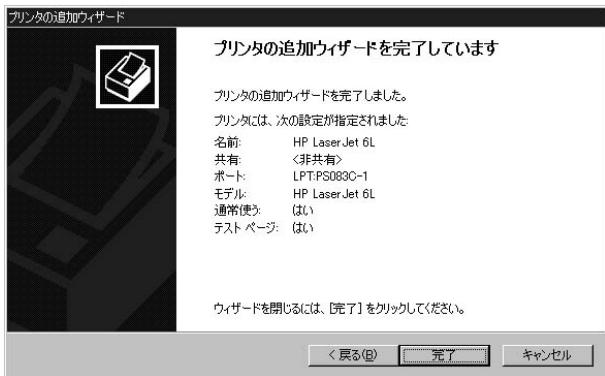 プリンタの追加ウィザード
プリンタの追加ウィザードを完了しています
プリンタの追加ウィザードを完了しました。
プリンタには、次の設定が指定されました:
名前: HP LaserJet 6L
共有: <非共有>
ポート: LPT:PS083C-1
モデル: HP LaserJet 6L
通常使う: はい
テスト ページ: はい
ウィザードを閉じるには、[完了] をクリックしてください。
< 戻る(B) 完了 キャンセル